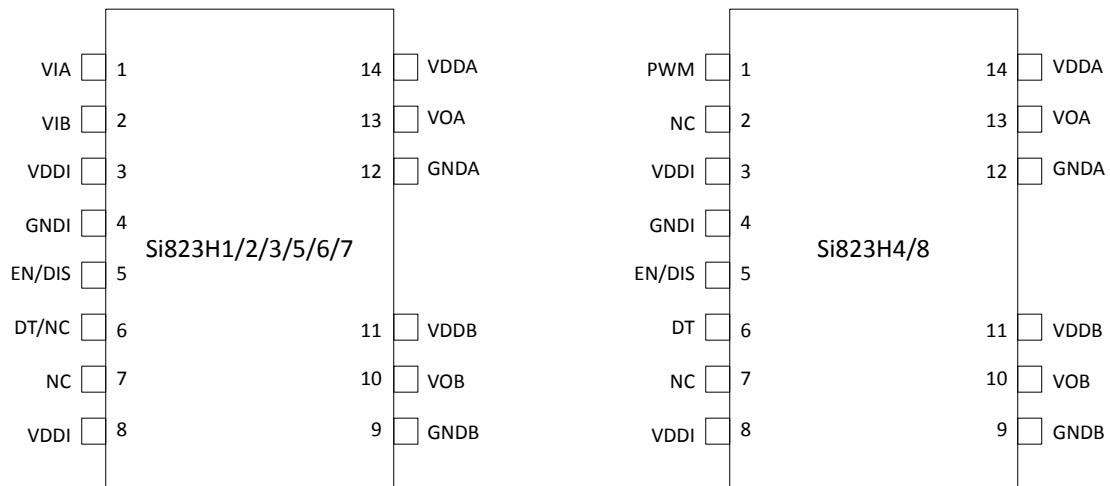 VIA 1 14 VDDA
VIB 2 13 VOA
VDDI 3 12 GNDA
GNDI 4
Si823H1/2/3/5/6/7
EN/DIS 5
DT/NC 6 11 VDDB
NC 7 10 VOB
VDDI 8 9 GNDB
PWM 1 14 VDDA
NC 2 13 VOA
VDDI 3 12 GNDA
GNDI 4
Si823H4/8
EN/DIS 5
DT 6 11 VDDB
NC 7 10 VOB
VDDI 8 9 GNDB